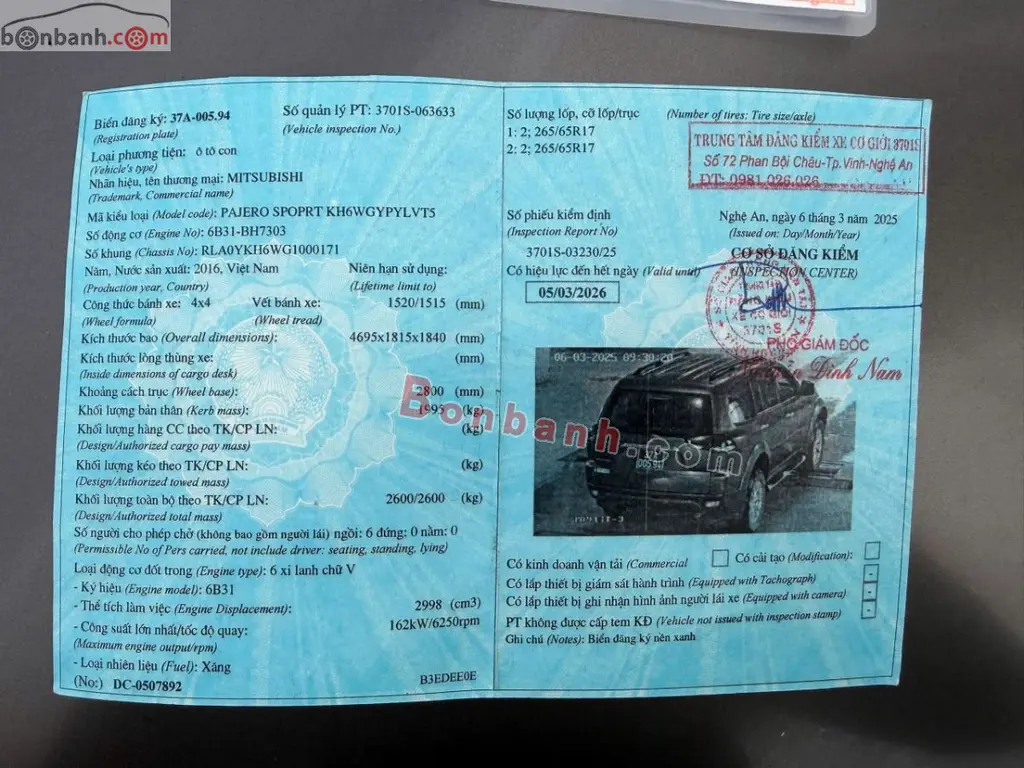 bonbanh.com
Biển đăng ký: 37A-005.94
(Registration plate)
Số quản lý PT: 3701S-063633
(Vehicle inspection No.)
Loại phương tiện: ô tô con
(Vehicle's type)
Nhãn hiệu, tên thương mại: MITSUBISHI
(Trademark, Commercial name)
Mã kiểu loại (Model code): PAJERO SPOPRT KH6WGYPYLVT5
Số động cơ (Engine No): 6B31-BH7303
Số khung (Chassis No): RLA0YKH6WG1000171
Năm, Nước sản xuất: 2016, Việt Nam
(Production year, Country)
Niên hạn sử dụng:
(Lifetime limit to)
Công thức bánh xe: 4x4
(Wheel formula)
Vết bánh xe: 1520/1515 (mm)
(Wheel tread)
Kích thước bao (Overall dimensions): 4695x1815x1840 (mm)
Kích thước lòng thùng xe: (mm)
(Inside dimensions of cargo desk)
Khoảng cách trục (Wheel base): 2800 (mm)
Khối lượng bản thân (Kerb mass): 1995 (kg)
Khối lượng hàng CC theo TK/CP LN: (kg)
(Design/Authorized cargo pay mass)
Khối lượng kéo theo TK/CP LN: (kg)
(Design/Authorized towed mass)
Khối lượng toàn bộ theo TK/CP LN: 2600/2600 (kg)
(Design/Authorized total mass)
Số người cho phép chở (không bao gồm người lái) ngồi: 6 đứng: 0 nằm: 0
(Permissible No of Pers carried, not include driver: seating, standing, lying)
Loại động cơ đốt trong (Engine type): 6 xi lanh chữ V
- Ký hiệu (Engine model): 6B31
- Thể tích làm việc (Engine Displacement): 2998 (cm3)
- Công suất lớn nhất/tốc độ quay: 162kW/6250rpm
(Maximum engine output/rpm)
- Loại nhiên liệu (Fuel): Xăng
(No:) DC-0507892
B3EDEE0E
Số lượng lốp, cỡ lốp/trục (Number of tires: Tire size/axle)
1: 2; 265/65R17
2: 2; 265/65R17
TRUNG TÂM ĐĂNG KIỂM XE CƠ GIỚI 3701S
Số 72 Phan Bội Châu-Tp.Vinh-Nghệ An
ĐT: 0981.026.026
Số phiếu kiểm định
(Inspection Report No)
3701S-03230/25
Nghệ An, ngày 6 tháng 3 năm 2025
(Issued on: Day/Month/Year)
CƠ SỞ ĐĂNG KIỂM
(INSPECTION CENTER)
Có hiệu lực đến hết ngày (Valid until)
05/03/2026
XE CƠ GIỚI
3701S
PHÓ GIÁM ĐỐC
Vinh Nam
06-03-2025 09:30:20
Bonbanh.com
Có kinh doanh vận tải (Commercial
Có cải tạo (Modification):
Có lắp thiết bị giám sát hành trình (Equipped with Tachograph)
Có lắp thiết bị ghi nhận hình ảnh người lái xe (Equipped with camera)
PT không được cấp tem KĐ (Vehicle not issued with inspection stamp)
Ghi chú (Notes): Biển đăng ký nền xanh